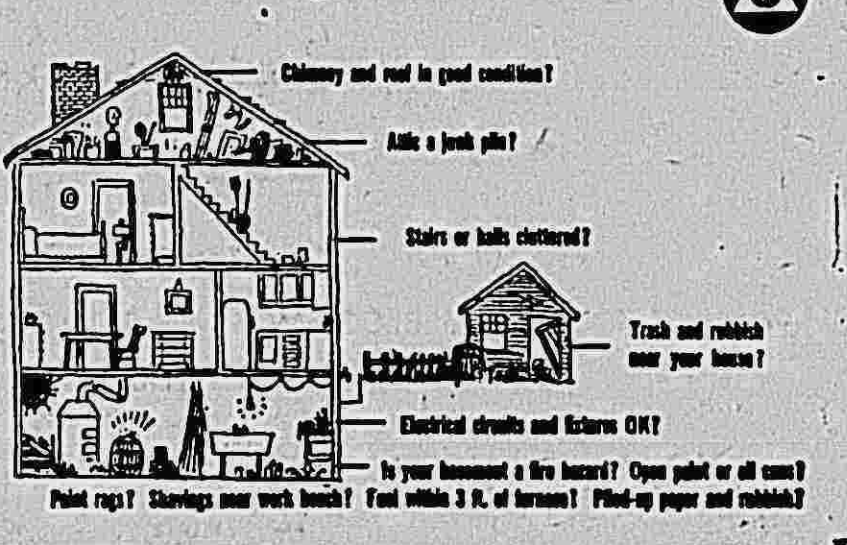 Chimney and roof in good condition?
Attic a junk pile?
Stairs or halls cluttered?
Trash and rubbish
near your house?
Electrical circuits and fixtures OK?
Is your basement a fire hazard? Open paint or oil cans?
Paint rags? Shavings near work bench? Fuel within 3 ft. of furnace? Piled-up paper and rubbish?